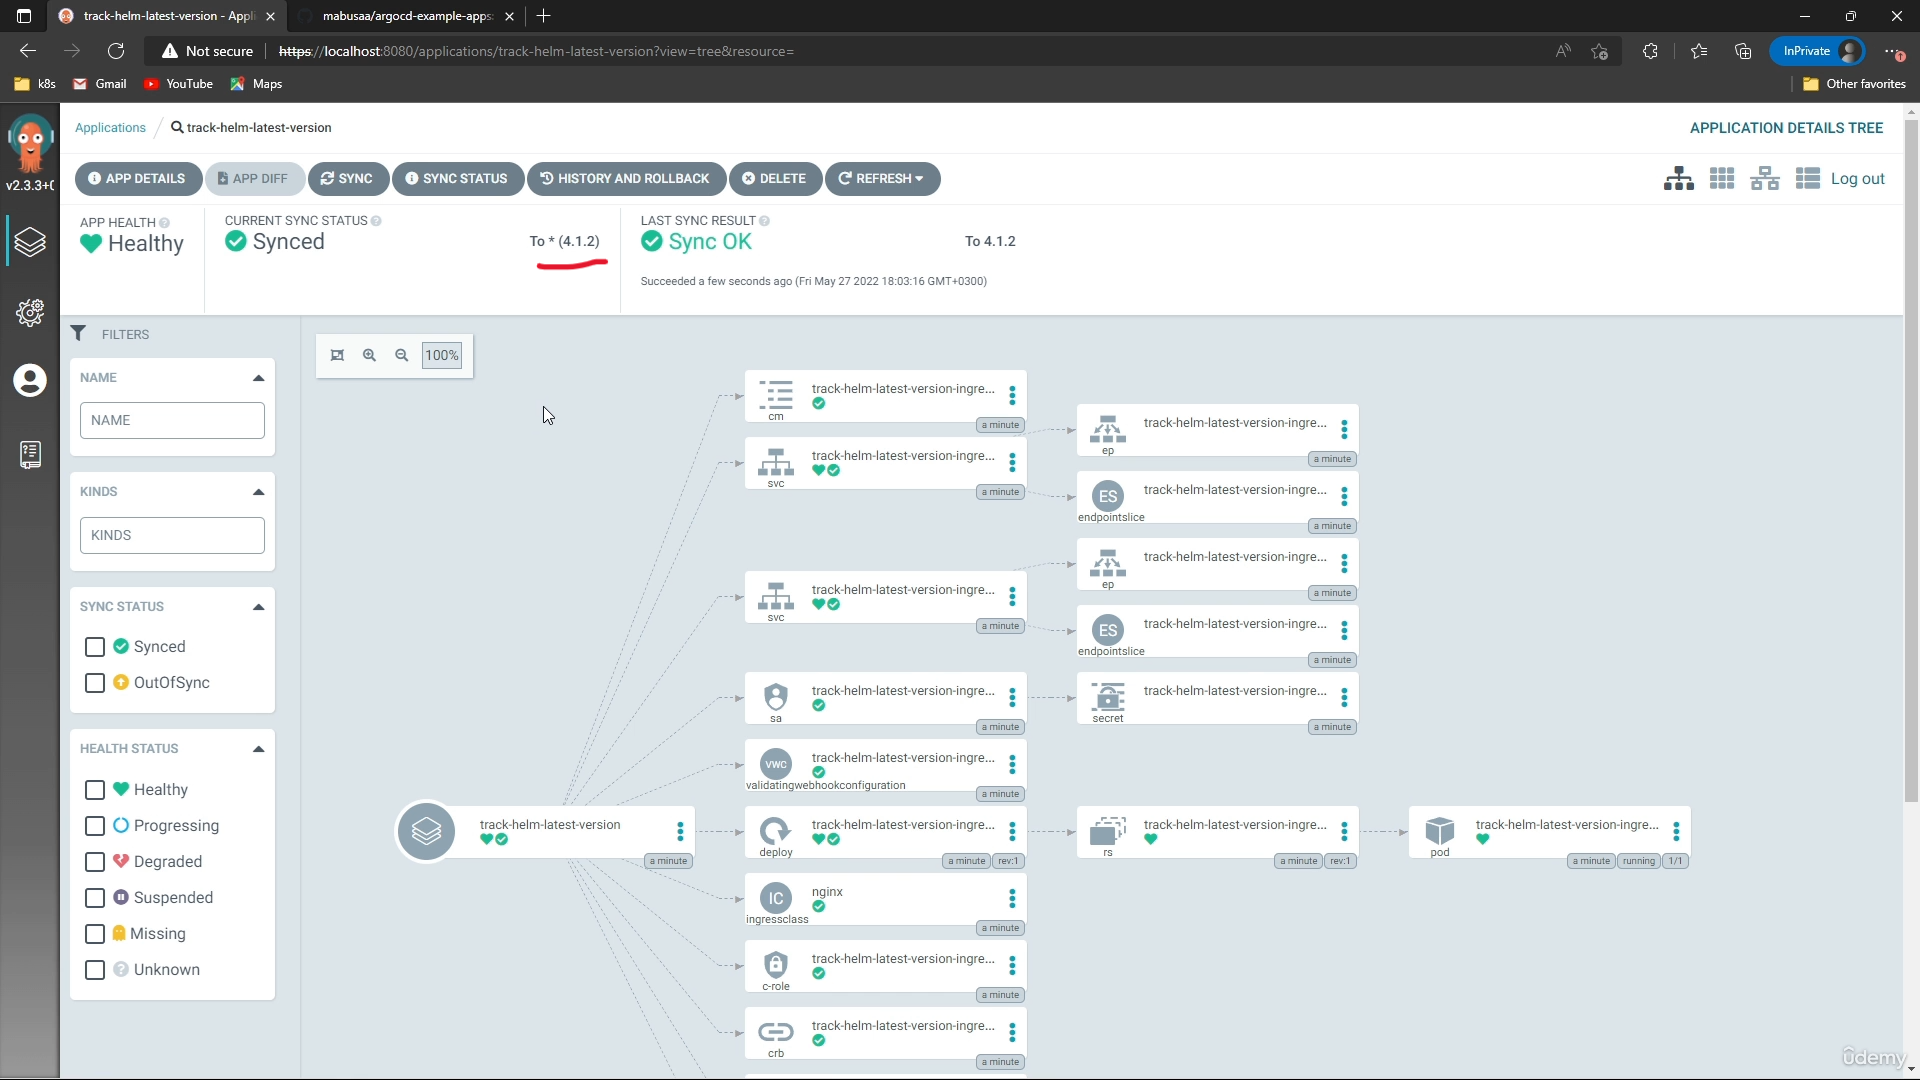 track-helm-latest-version - Appli
mabusaa/argocd-example-apps:
Not secure
https://localhost:8080/applications/track-helm-latest-version?view=tree&resource=
InPrivate
k8s
Gmail
YouTube
Maps
Other favorites
v2.3.3+0
Applications
track-helm-latest-version
APPLICATION DETAILS TREE
APP DETAILS
APP DIFF
SYNC
SYNC STATUS
HISTORY AND ROLLBACK
DELETE
REFRESH
Log out
APP HEALTH
Healthy
CURRENT SYNC STATUS
Synced
To * (4.1.2)
LAST SYNC RESULT
Sync OK
To 4.1.2
Succeeded a few seconds ago (Fri May 27 2022 18:03:16 GMT+0300)
FILTERS
NAME
NAME
KINDS
KINDS
SYNC STATUS
Synced
OutOfSync
HEALTH STATUS
Healthy
Progressing
Degraded
Suspended
Missing
Unknown
100%
track-helm-latest-version
a minute
track-helm-latest-version-ingre...
cm
a minute
track-helm-latest-version-ingre...
svc
a minute
track-helm-latest-version-ingre...
ep
a minute
ES
track-helm-latest-version-ingre...
endpointslice
a minute
track-helm-latest-version-ingre...
svc
a minute
track-helm-latest-version-ingre...
ep
a minute
ES
track-helm-latest-version-ingre...
endpointslice
a minute
track-helm-latest-version-ingre...
sa
a minute
track-helm-latest-version-ingre...
secret
a minute
VWC
track-helm-latest-version-ingre...
validatingwebhookconfiguration
a minute
track-helm-latest-version-ingre...
deploy
a minute
rev:1
track-helm-latest-version-ingre...
rs
a minute
rev:1
track-helm-latest-version-ingre...
pod
a minute
running
1/1
IC
nginx
ingressclass
a minute
track-helm-latest-version-ingre...
c-role
a minute
track-helm-latest-version-ingre...
crb
a minute
ûdemy